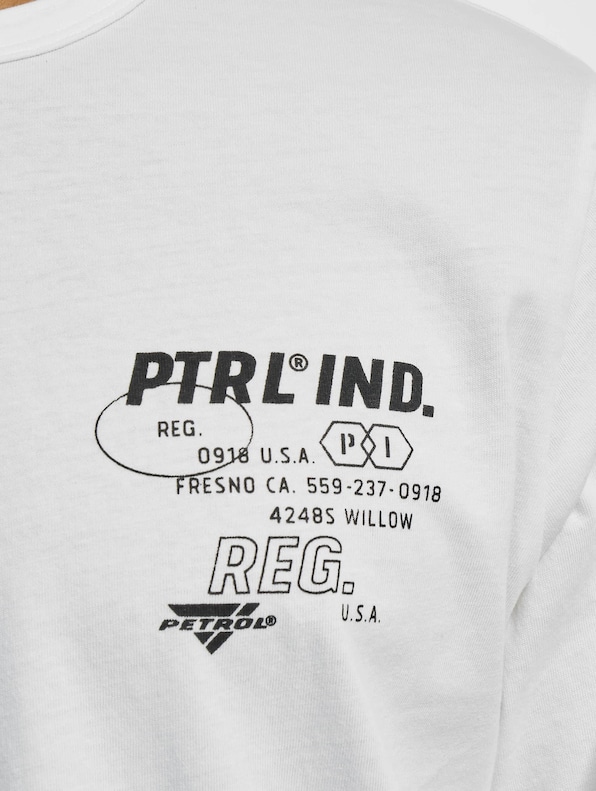 PTRL® IND.
REG.
0918 U.S.A. P I
FRESNO CA. 559-237-0918
4248S WILLOW
REG.
PETROL® U.S.A.